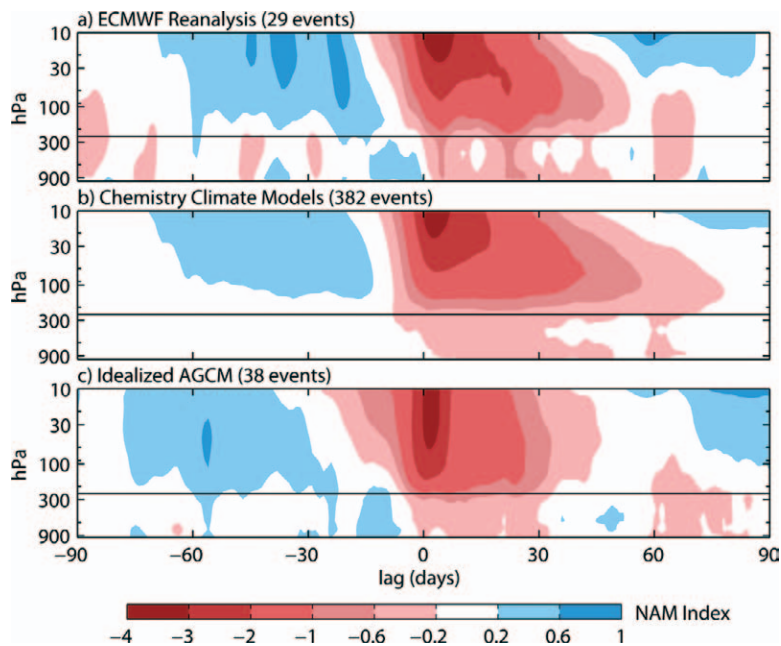 a) ECMWF Reanalysis (29 events)
10
30
100
300
900
hPa
b) Chemistry Climate Models (382 events)
10
30
100
300
900
hPa
c) Idealized AGCM (38 events)
10
30
100
300
900
hPa
−90 −60 −30 0 30 60 90
lag (days)
NAM Index
−4 −3 −2 −1 −0.6 −0.2 0.2 0.6 1